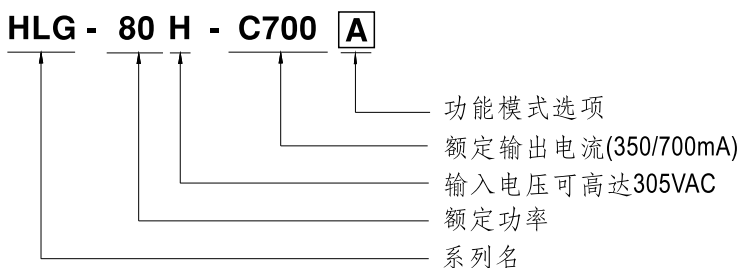 HLG - 80 H - C700 A
功能模式选项
额定输出电流(350/700mA)
输入电压可高达305VAC
额定功率
系列名